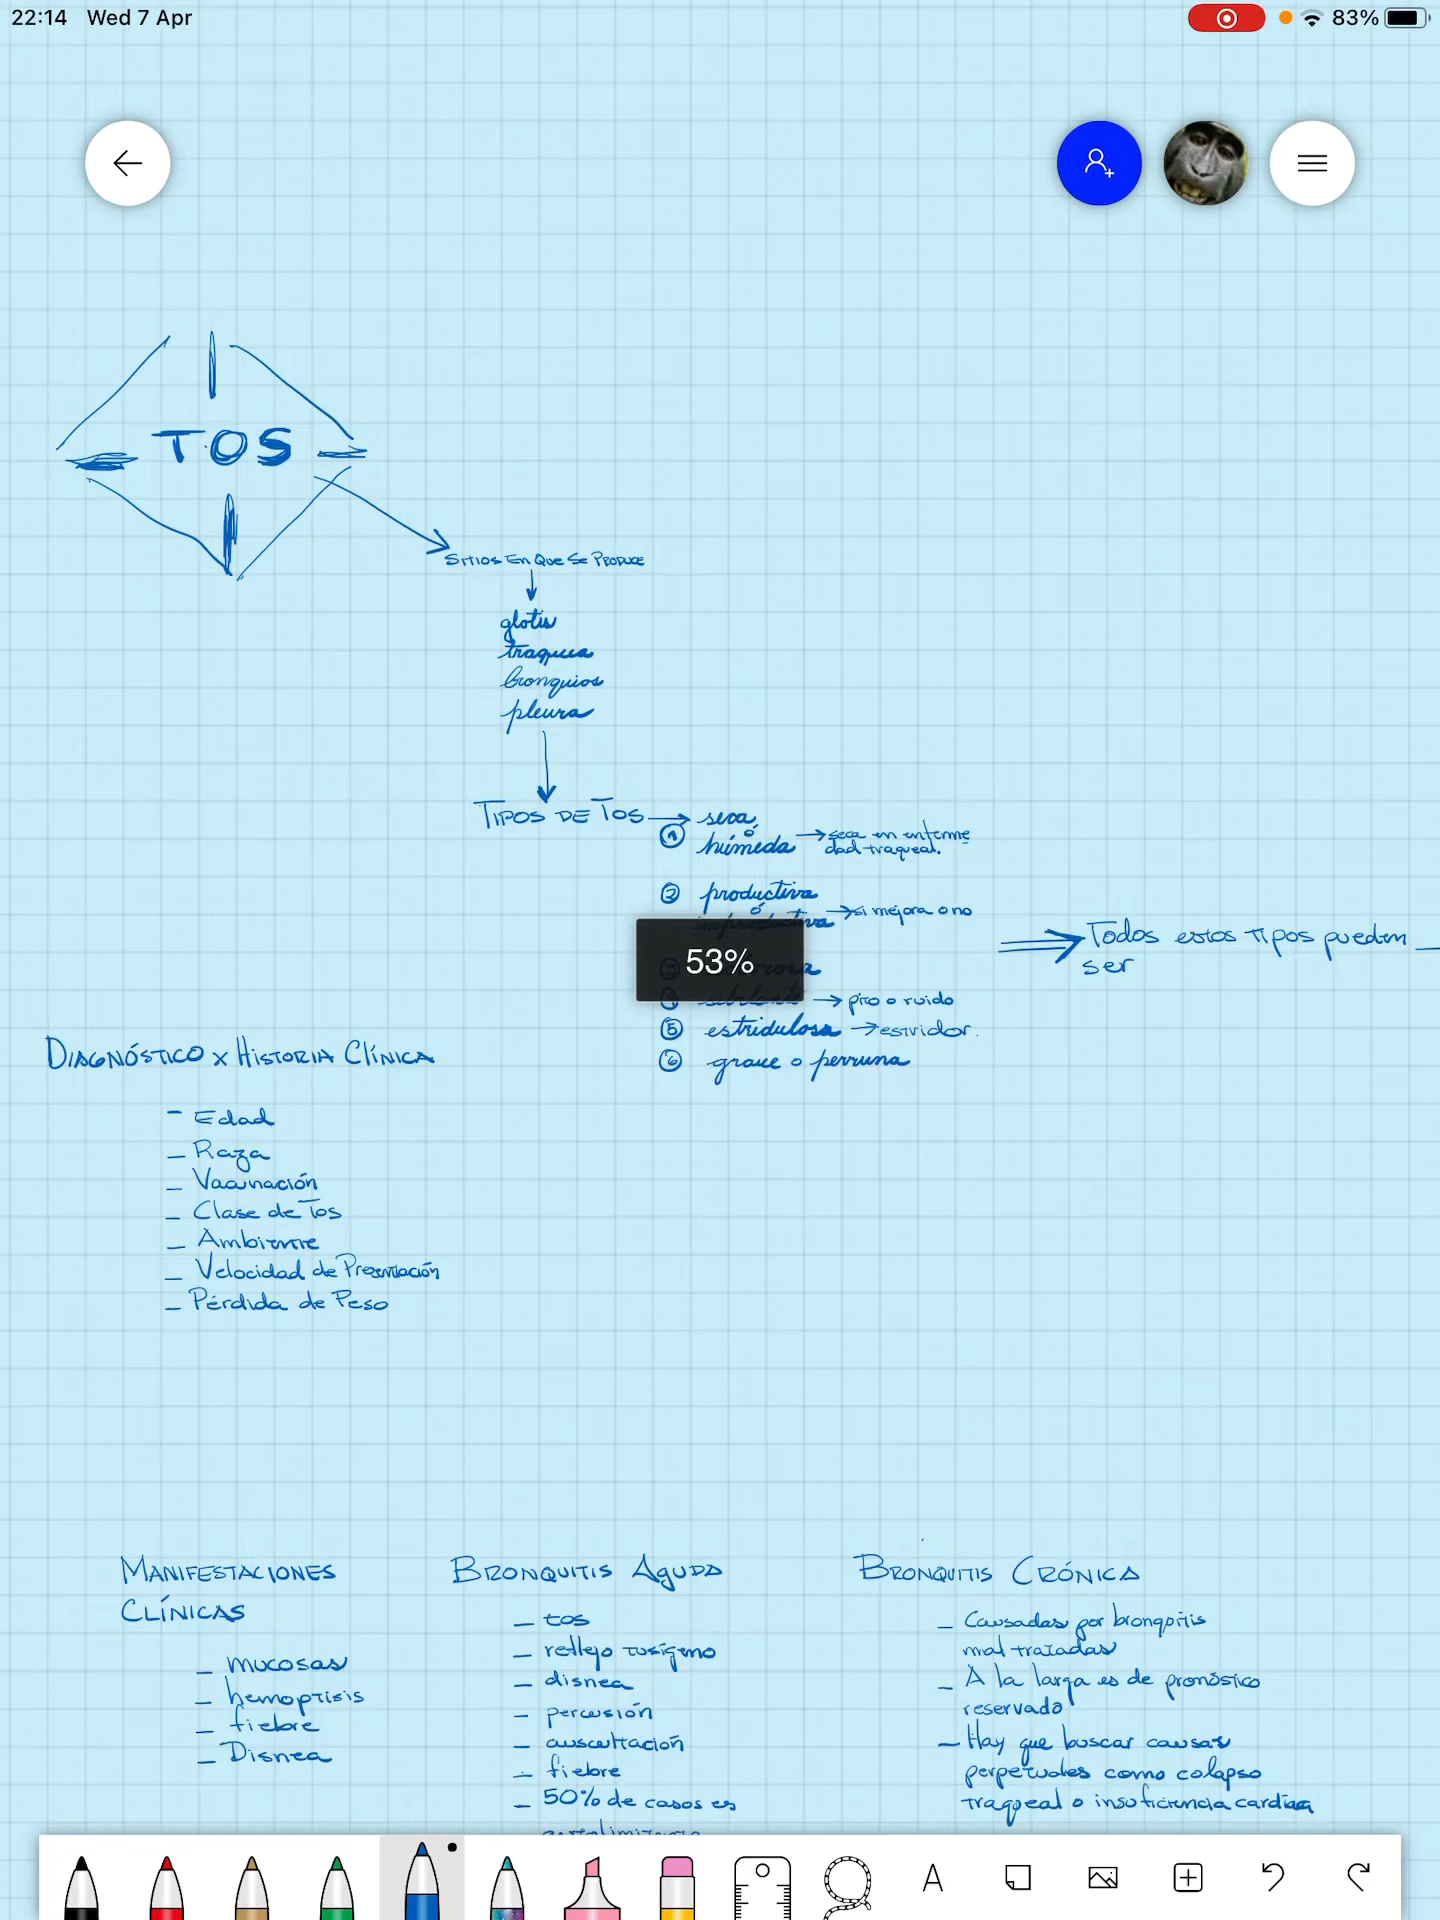 22:14 Wed 7 Apr
83%
TOS
SITIOS EN QUE SE PRODUCE
glotis
traquea
bronquios
pleura
TIPOS DE TOS
seca
ó
① húmeda → seca en enferme
dad traqueal.
② productiva
ó
improductiva → si mejora o no
53%
→ pito o ruido
⑤ estridulosa → estridor.
⑥ grave o perruna
Todos estos tipos pueden
ser
DIAGNÓSTICO x HISTORIA CLÍNICA
- Edad
- Raza
- Vacunación
- Clase de Tos
- Ambiente
- Velocidad de Presentación
- Pérdida de Peso
MANIFESTACIONES
CLÍNICAS
- mucosas
- hemoptisis
- fiebre
- Disnea
BRONQUITIS AGUDA
- tos
- reflejo tusígeno
- disnea
- percusión
- auscultación
- fiebre
- 50% de casos es
BRONQUITIS CRÓNICA
- Causadas por bronqitis
mal tratadas
- A la larga es de pronóstico
reservado
- Hay que buscar causas
perpetuales como colapso
traqueal o insuficiencia cardiaca
A